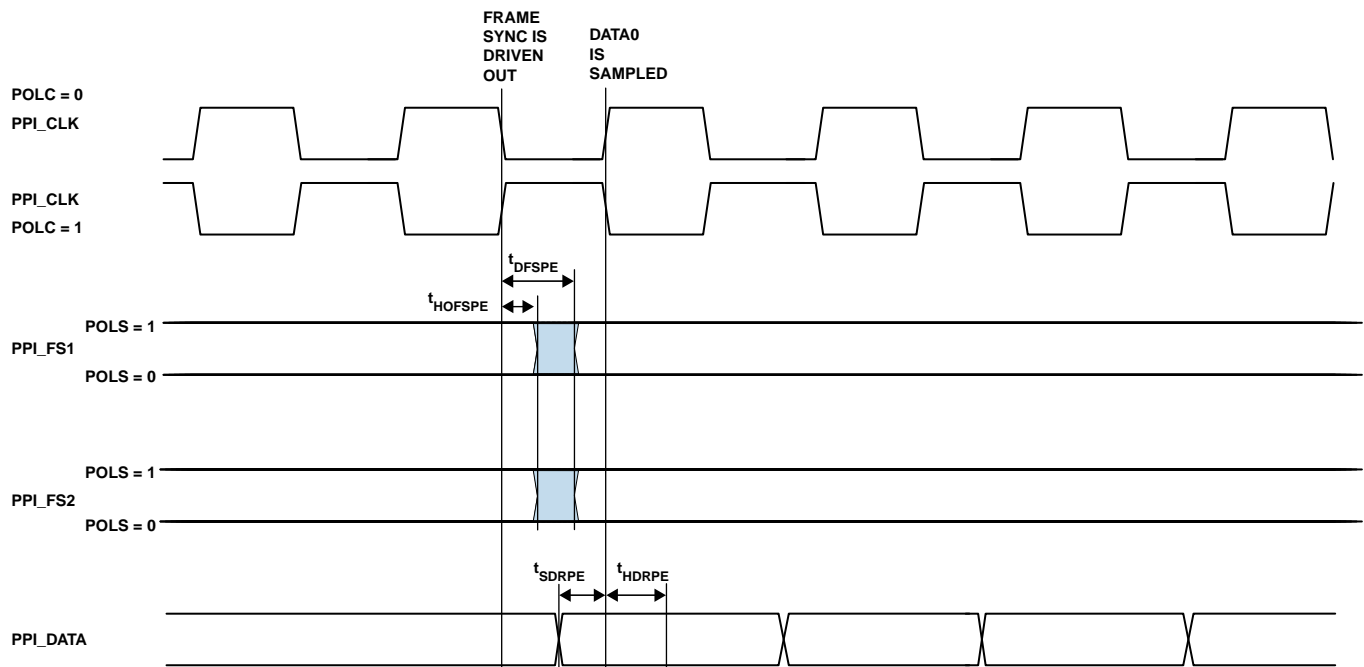 FRAME
SYNC IS
DRIVEN
OUT
DATA0
IS
SAMPLED
POLC = 0
PPI_CLK
PPI_CLK
POLC = 1
tDFSPE
tHOFSPE
POLS = 1
PPI_FS1
POLS = 0
POLS = 1
PPI_FS2
POLS = 0
tSDRPE
tHDRPE
PPI_DATA